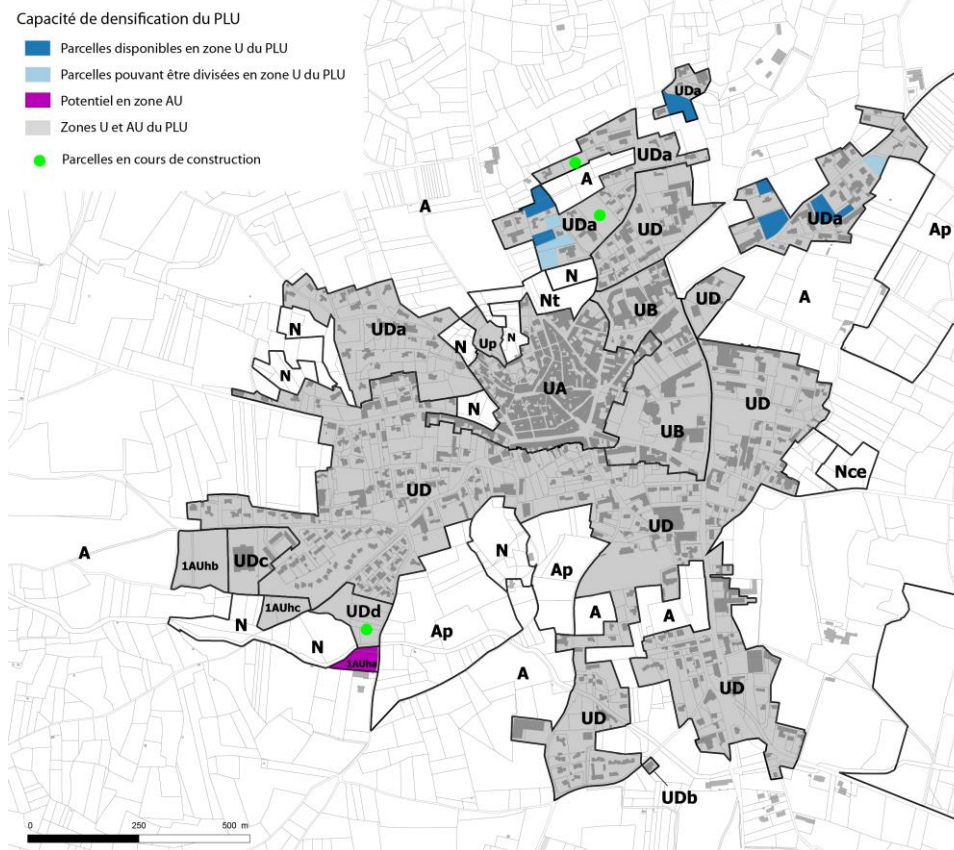 Capacité de densification du PLU
Parcelles disponibles en zone U du PLU
Parcelles pouvant être divisées en zone U du PLU
Potentiel en zone AU
Zones U et AU du PLU
Parcelles en cours de construction
UDa
UDa
A
A
UDa
UD
UDa
Ap
N
Nt
A
UB
UD
N
UDa
N
Up
N
N
UA
UD
N
UB
Nce
UD
UD
N
A
1AUhb
UDc
Ap
1AUhc
UDd
A
A
N
N
Ap
1AUha
A
UD
UD
UDb
0 250 500 m